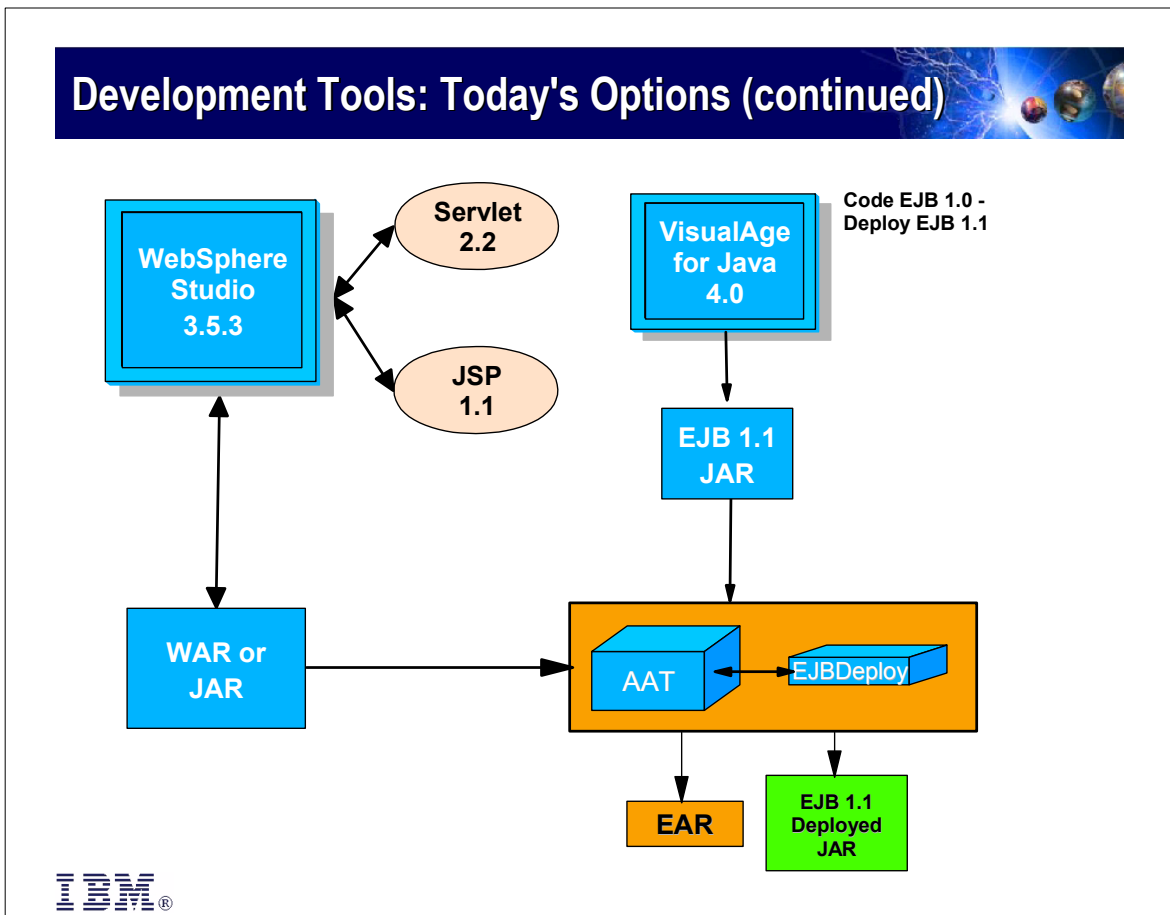 Development Tools: Today's Options (continued)
WebSphere
Studio
3.5.3
Servlet
2.2
JSP
1.1
VisualAge
for Java
4.0
Code EJB 1.0 -
Deploy EJB 1.1
EJB 1.1
JAR
WAR or
JAR
AAT
EJBDeploy
EAR
EJB 1.1
Deployed
JAR
IBM®